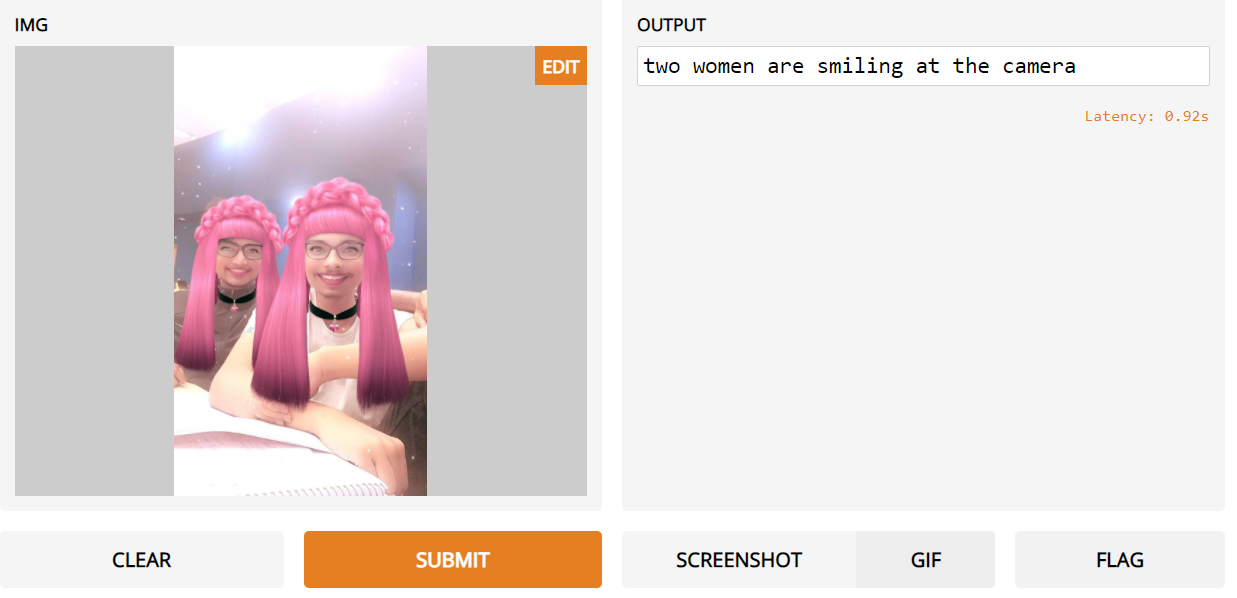 IMG
EDIT
OUTPUT
two women are smiling at the camera
Latency: 0.92s
CLEAR
SUBMIT
SCREENSHOT
GIF
FLAG